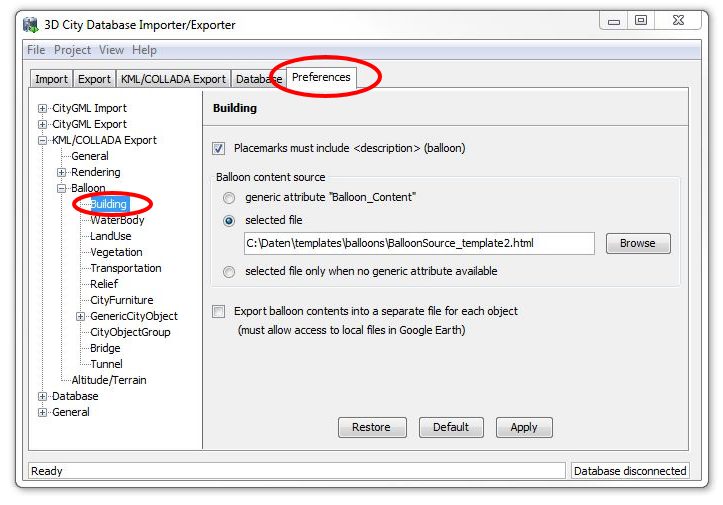 3D City Database Importer/Exporter
File Project View Help
Import Export KML/COLLADA Export Database Preferences
CityGML Import
CityGML Export
KML/COLLADA Export
General
Rendering
Balloon
Building
WaterBody
LandUse
Vegetation
Transportation
Relief
CityFurniture
GenericCityObject
CityObjectGroup
Bridge
Tunnel
Altitude/Terrain
Database
General
Building
Placemarks must include <description> (balloon)
Balloon content source
generic attribute "Balloon_Content"
selected file
C:\Daten\templates\balloons\BalloonSource_template2.html
Browse
selected file only when no generic attribute available
Export balloon contents into a separate file for each object
(must allow access to local files in Google Earth)
Restore Default Apply
Ready Database disconnected